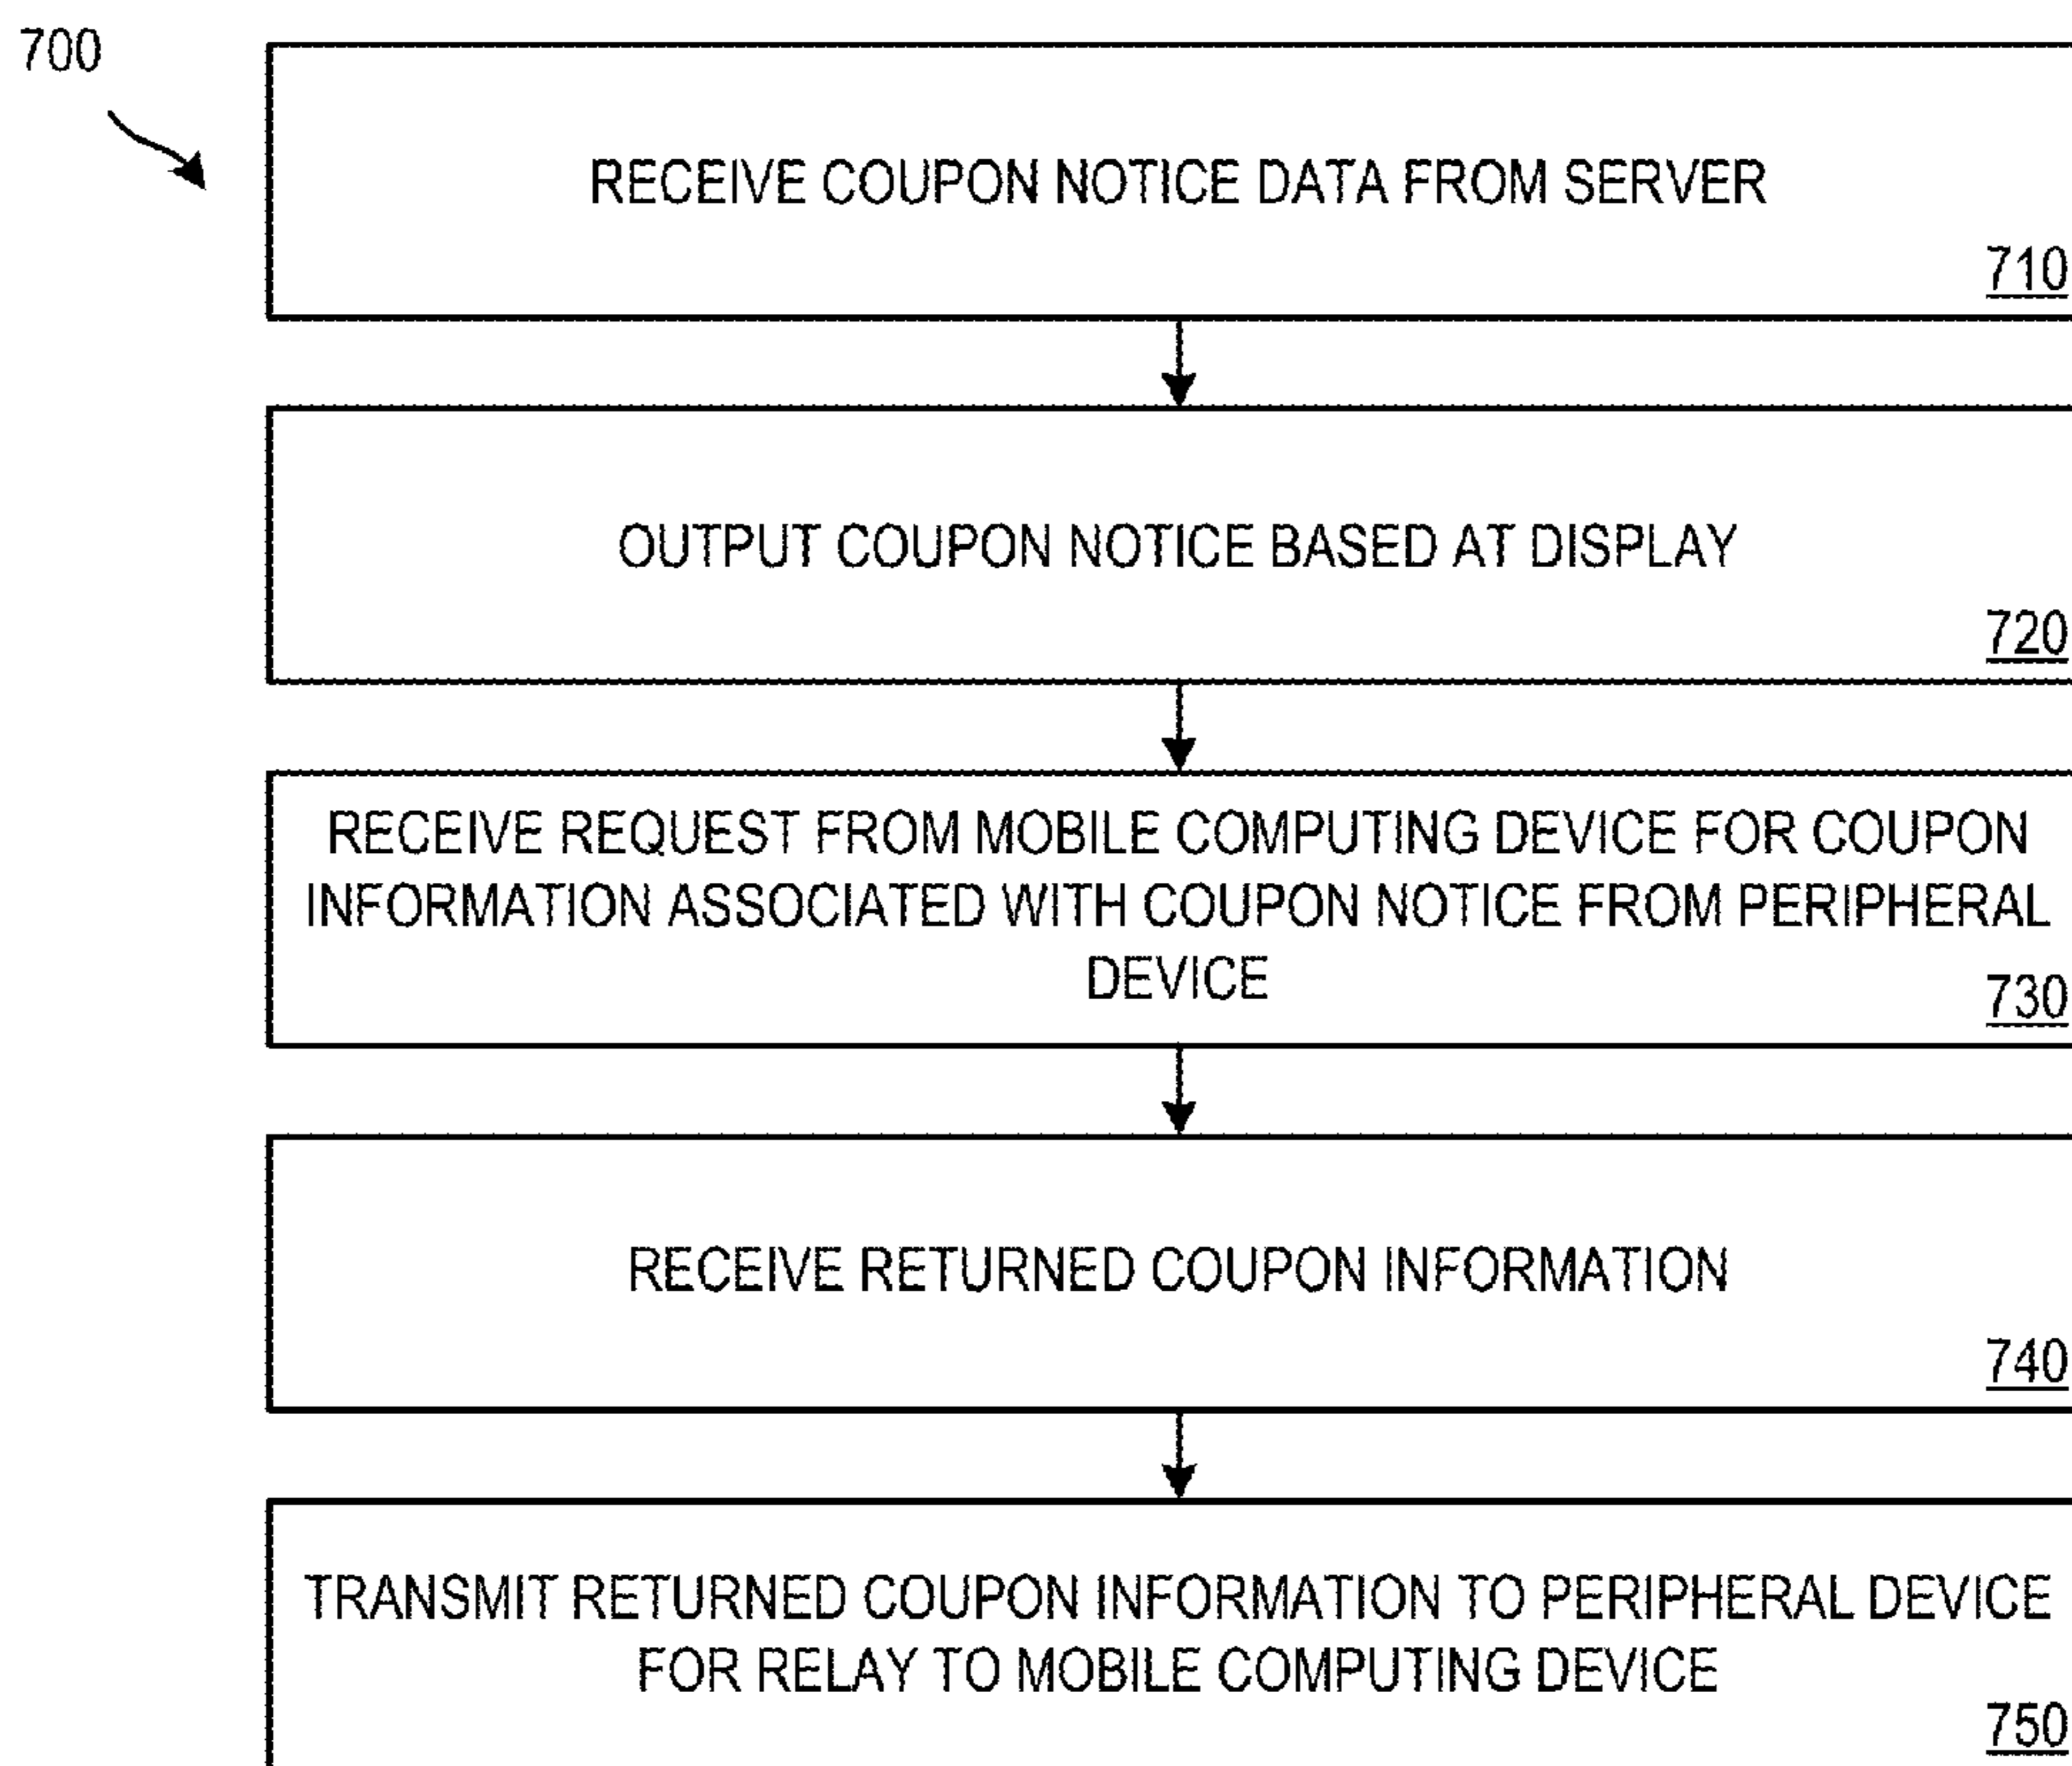 700
RECEIVE COUPON NOTICE DATA FROM SERVER
710
OUTPUT COUPON NOTICE BASED AT DISPLAY
720
RECEIVE REQUEST FROM MOBILE COMPUTING DEVICE FOR COUPON
INFORMATION ASSOCIATED WITH COUPON NOTICE FROM PERIPHERAL
DEVICE
730
RECEIVE RETURNED COUPON INFORMATION
740
TRANSMIT RETURNED COUPON INFORMATION TO PERIPHERAL DEVICE
FOR RELAY TO MOBILE COMPUTING DEVICE
750